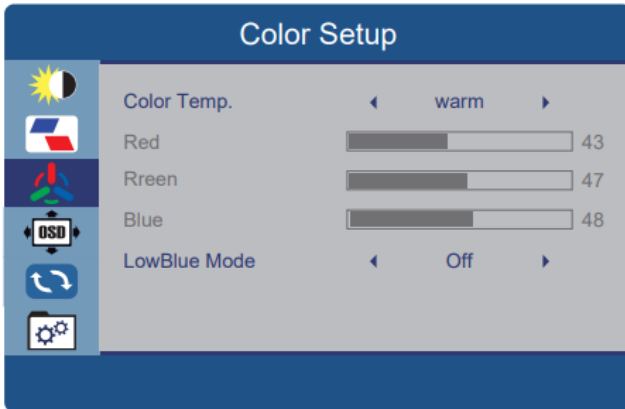 Color Setup
Color Temp. warm
Red 43
Rreen 47
Blue 48
OSD
LowBlue Mode Off